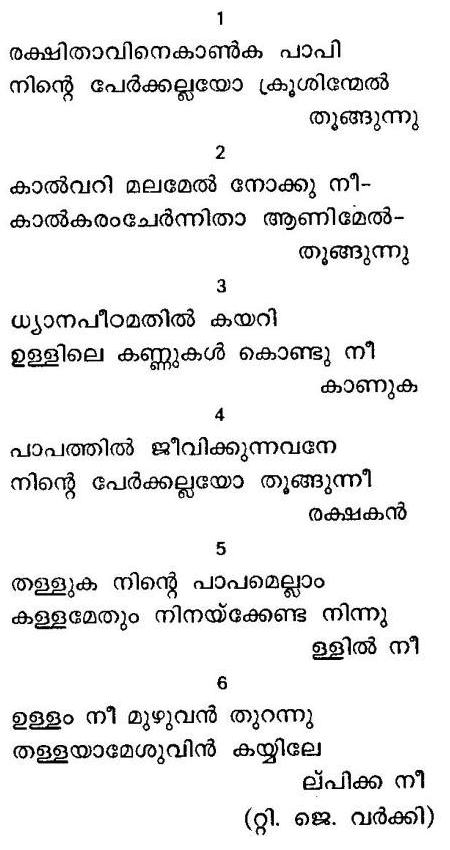 1
രക്ഷിതാവിനെകാൺക പാപി
നിന്റെ പേർക്കല്ലയോ ക്രൂശിന്മേൽ
തൂങ്ങുന്നു
2
കാൽവറി മലമേൽ നോക്കു നീ-
കാൽകരംചേർന്നിതാ ആണിമേൽ-
തൂങ്ങുന്നു
3
ധ്യാനപീഠമതിൽ കയറി
ഉള്ളിലെ കണ്ണുകൾ കൊണ്ടു നീ
കാണുക
4
പാപത്തിൽ ജീവിക്കുന്നവനേ
നിന്റെ പേർക്കല്ലയോ തൂങ്ങുന്നീ
രക്ഷകൻ
5
തള്ളുക നിന്റെ പാപമെല്ലാം
കള്ളമേതും നിനയ്ക്കേണ്ട നിന്നു
ള്ളിൽ നീ
6
ഉള്ളം നീ മുഴുവൻ തുറന്നു
തള്ളയാമേശുവിൻ കയ്യിലേ
ല്പിക്ക നീ
(റ്റി. ജെ. വർക്കി)